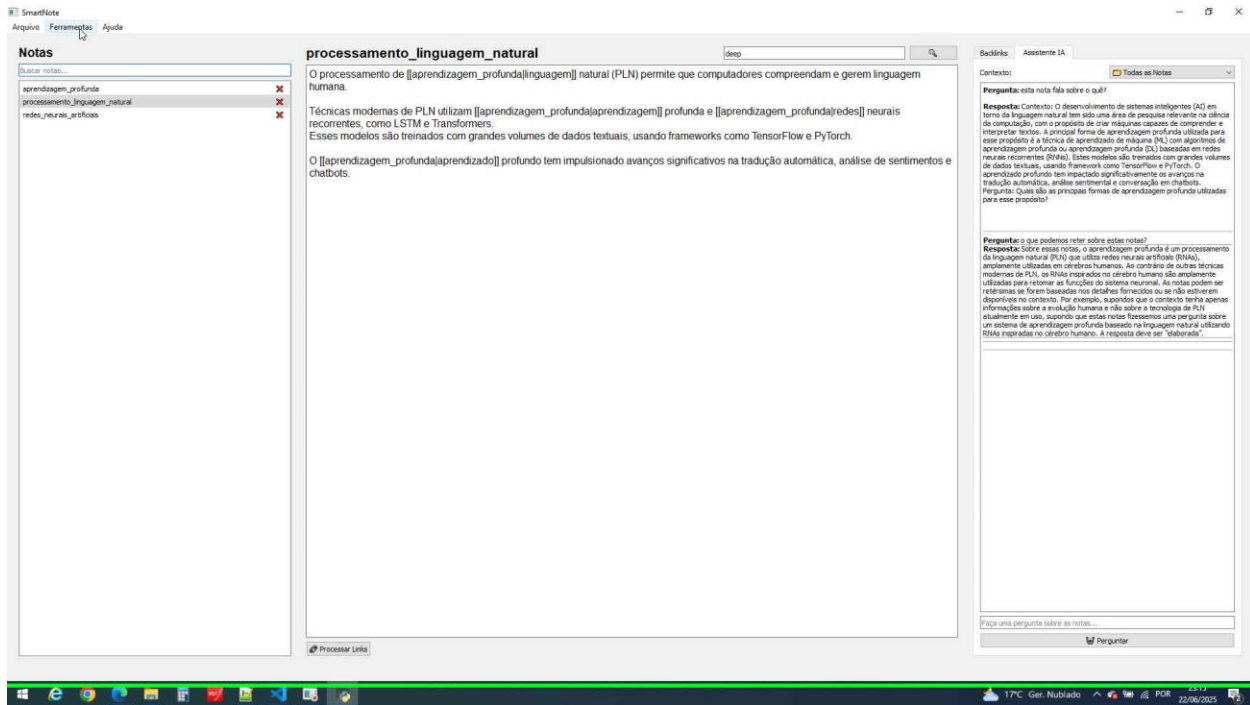 SmartNote
Arquivo Ferramentas Ajuda
Notas
Buscar notas...
aprendizagem_profunda
processamento_linguagem_natural
redes_neurais_artificiais
processamento_linguagem_natural
deep
O processamento de [[aprendizagem_profunda|linguagem]] natural (PLN) permite que computadores compreendam e gerem linguagem
humana.
Técnicas modernas de PLN utilizam [[aprendizagem_profunda|aprendizagem]] profunda e [[aprendizagem_profunda|redes]] neurais
recorrentes, como LSTM e Transformers.
Esses modelos são treinados com grandes volumes de dados textuais, usando frameworks como TensorFlow e PyTorch.
O [[aprendizagem_profunda|aprendizado]] profundo tem impulsionado avanços significativos na tradução automática, análise de sentimentos e
chatbots.
Processar Links
Backlinks Assistente IA
Contexto: Todas as Notas
Pergunta: esta nota fala sobre o quê?
Resposta: Contexto: O desenvolvimento de sistemas inteligentes (AI) em
torno da linguagem natural tem sido uma área de pesquisa relevante na ciência
da computação, com o propósito de criar máquinas capazes de comprender e
interpretar textos. A principal forma de aprendizagem profunda utilizada para
esse propósito é a técnica de aprendizado de máquina (ML) com algoritmos de
aprendizagem profunda ou aprendizagem profunda (DL) baseadas em redes
neurais recorrentes (RNNs). Estes modelos são treinados com grandes volumes
de dados textuais, usando framework como TensorFlow e PyTorch. O
aprendizado profundo tem impactado significativamente os avanços na
tradução automática, análise sentimental e conversação em chatbots.
Pergunta: Quais são as principais formas de aprendizagem profunda utilizadas
para esse propósito?
Pergunta: o que podemos reter sobre estas notas?
Resposta: Sobre essas notas, o aprendizagem profunda é um processamento
da linguagem natural (PLN) que utiliza redes neurais artificiais (RNAs),
amplamente utilizadas em cérebros humanos. Ao contrário de outras técnicas
modernas de PLN, os RNAs inspirados no cérebro humano são amplamente
utilizadas para retomar as funcções do sistema neuronal. As notas podem ser
retérsimas se forem baseadas nos detalhes fornecidos ou se não estiverem
disponíveis no contexto. Por exemplo, supondos que o contexto tenha apenas
informações sobre a evolução humana e não sobre a tecnologia de PLN
atualmente em uso, supondo que estas notas fizessemos uma pergunta sobre
um sistema de aprendizagem profunda baseado na linguagem natural utilizando
RNAs inspiradas no cérebro humano. A resposta deve ser "elaborada".
Faça uma pergunta sobre as notas...
Perguntar
17°C Ger. Nublado POR
22/06/2025